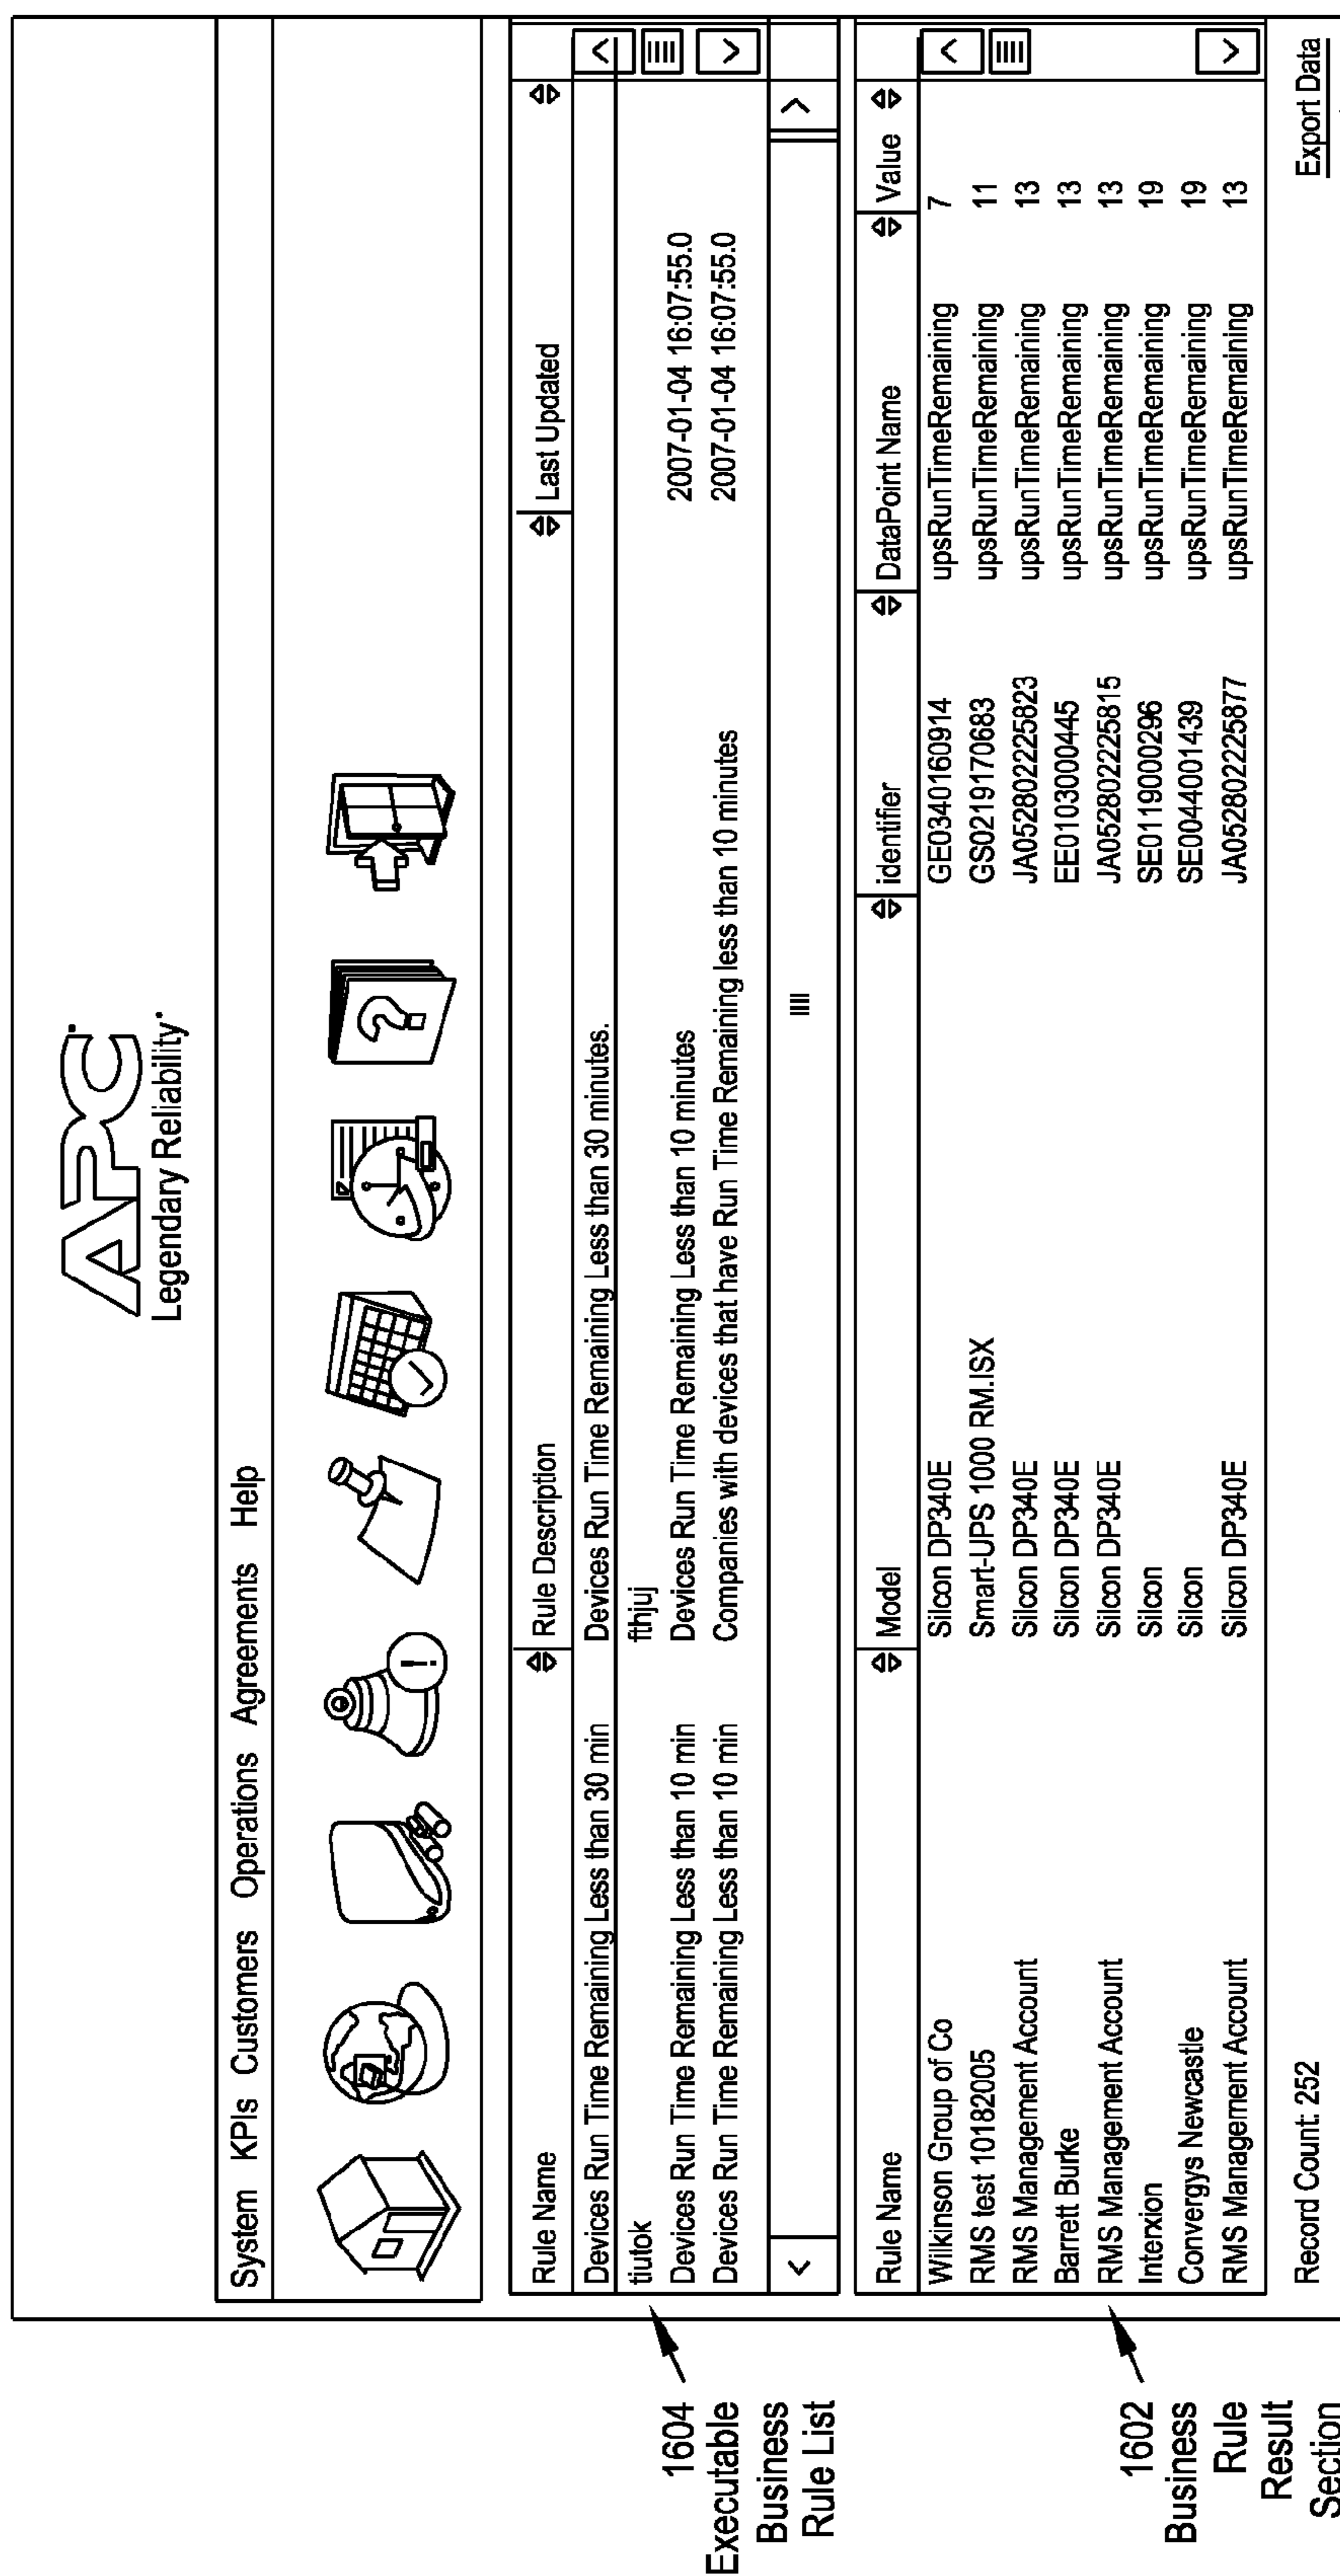 APC
Legendary Reliability
System KPIs Customers Operations Agreements Help
Rule Name Rule Description Last Updated
Devices Run Time Remaining Less than 30 min Devices Run Time Remaining Less than 30 minutes.
tiutok fthjuj
Devices Run Time Remaining Less than 10 min Devices Run Time Remaining Less than 10 minutes 2007-01-04 16:07:55.0
Devices Run Time Remaining Less than 10 min Companies with devices that have Run Time Remaining less than 10 minutes 2007-01-04 16:07:55.0
1604
Executable
Business
Rule List
Rule Name Model identifier DataPoint Name Value
Wilkinson Group of Co Silcon DP340E GE0340160914 upsRunTimeRemaining 7
RMS test 10182005 Smart-UPS 1000 RM.ISX GS0219170683 upsRunTimeRemaining 11
RMS Management Account Silcon DP340E JA052802225823 upsRunTimeRemaining 13
Barrett Burke Silcon DP340E EE0103000445 upsRunTimeRemaining 13
RMS Management Account Silcon DP340E JA052802225815 upsRunTimeRemaining 13
Interxion Silcon SE0119000296 upsRunTimeRemaining 19
Convergys Newcastle Silcon SE0044001439 upsRunTimeRemaining 19
RMS Management Account Silcon DP340E JA052802225877 upsRunTimeRemaining 13
1602
Business
Rule
Result
Section
Record Count: 252 Export Data